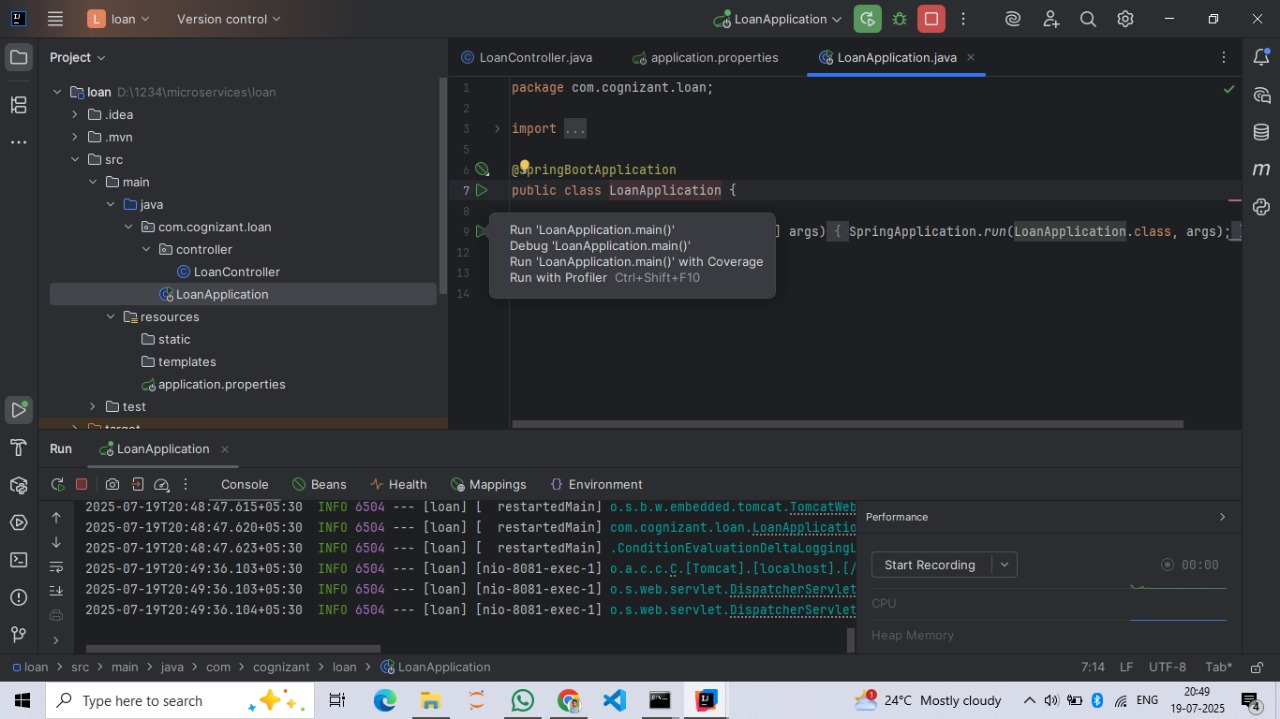 L loan Version control LoanApplication
Project
LoanController.java application.properties LoanApplication.java
loan D:\1234\microservices\loan
.idea
.mvn
src
main
java
com.cognizant.loan
controller
LoanController
LoanApplication
resources
static
templates
application.properties
test
target
1 package com.cognizant.loan;
2
3 import ...
5
6 @SpringBootApplication
7 public class LoanApplication {
8
9 ] args) { SpringApplication.run(LoanApplication.class, args); }
12
13
14
Run 'LoanApplication.main()'
Debug 'LoanApplication.main()'
Run 'LoanApplication.main()' with Coverage
Run with Profiler Ctrl+Shift+F10
Run LoanApplication
Console Beans Health Mappings Environment
2025-07-19T20:48:47.615+05:30 INFO 6504 --- [loan] [ restartedMain] o.s.b.w.embedded.tomcat.TomcatWeb
2025-07-19T20:48:47.620+05:30 INFO 6504 --- [loan] [ restartedMain] com.cognizant.loan.LoanApplicatio
2025-07-19T20:48:47.623+05:30 INFO 6504 --- [loan] [ restartedMain] .ConditionEvaluationDeltaLoggingL
2025-07-19T20:49:36.103+05:30 INFO 6504 --- [loan] [nio-8081-exec-1] o.a.c.c.C.[Tomcat].[localhost].[/
2025-07-19T20:49:36.103+05:30 INFO 6504 --- [loan] [nio-8081-exec-1] o.s.web.servlet.DispatcherServlet
2025-07-19T20:49:36.104+05:30 INFO 6504 --- [loan] [nio-8081-exec-1] o.s.web.servlet.DispatcherServlet
Performance
Start Recording 00:00
CPU
Heap Memory
loan > src > main > java > com > cognizant > loan > LoanApplication 7:14 LF UTF-8 Tab*
Type here to search 1 24°C Mostly cloudy ENG 20:49 4
19-07-2025